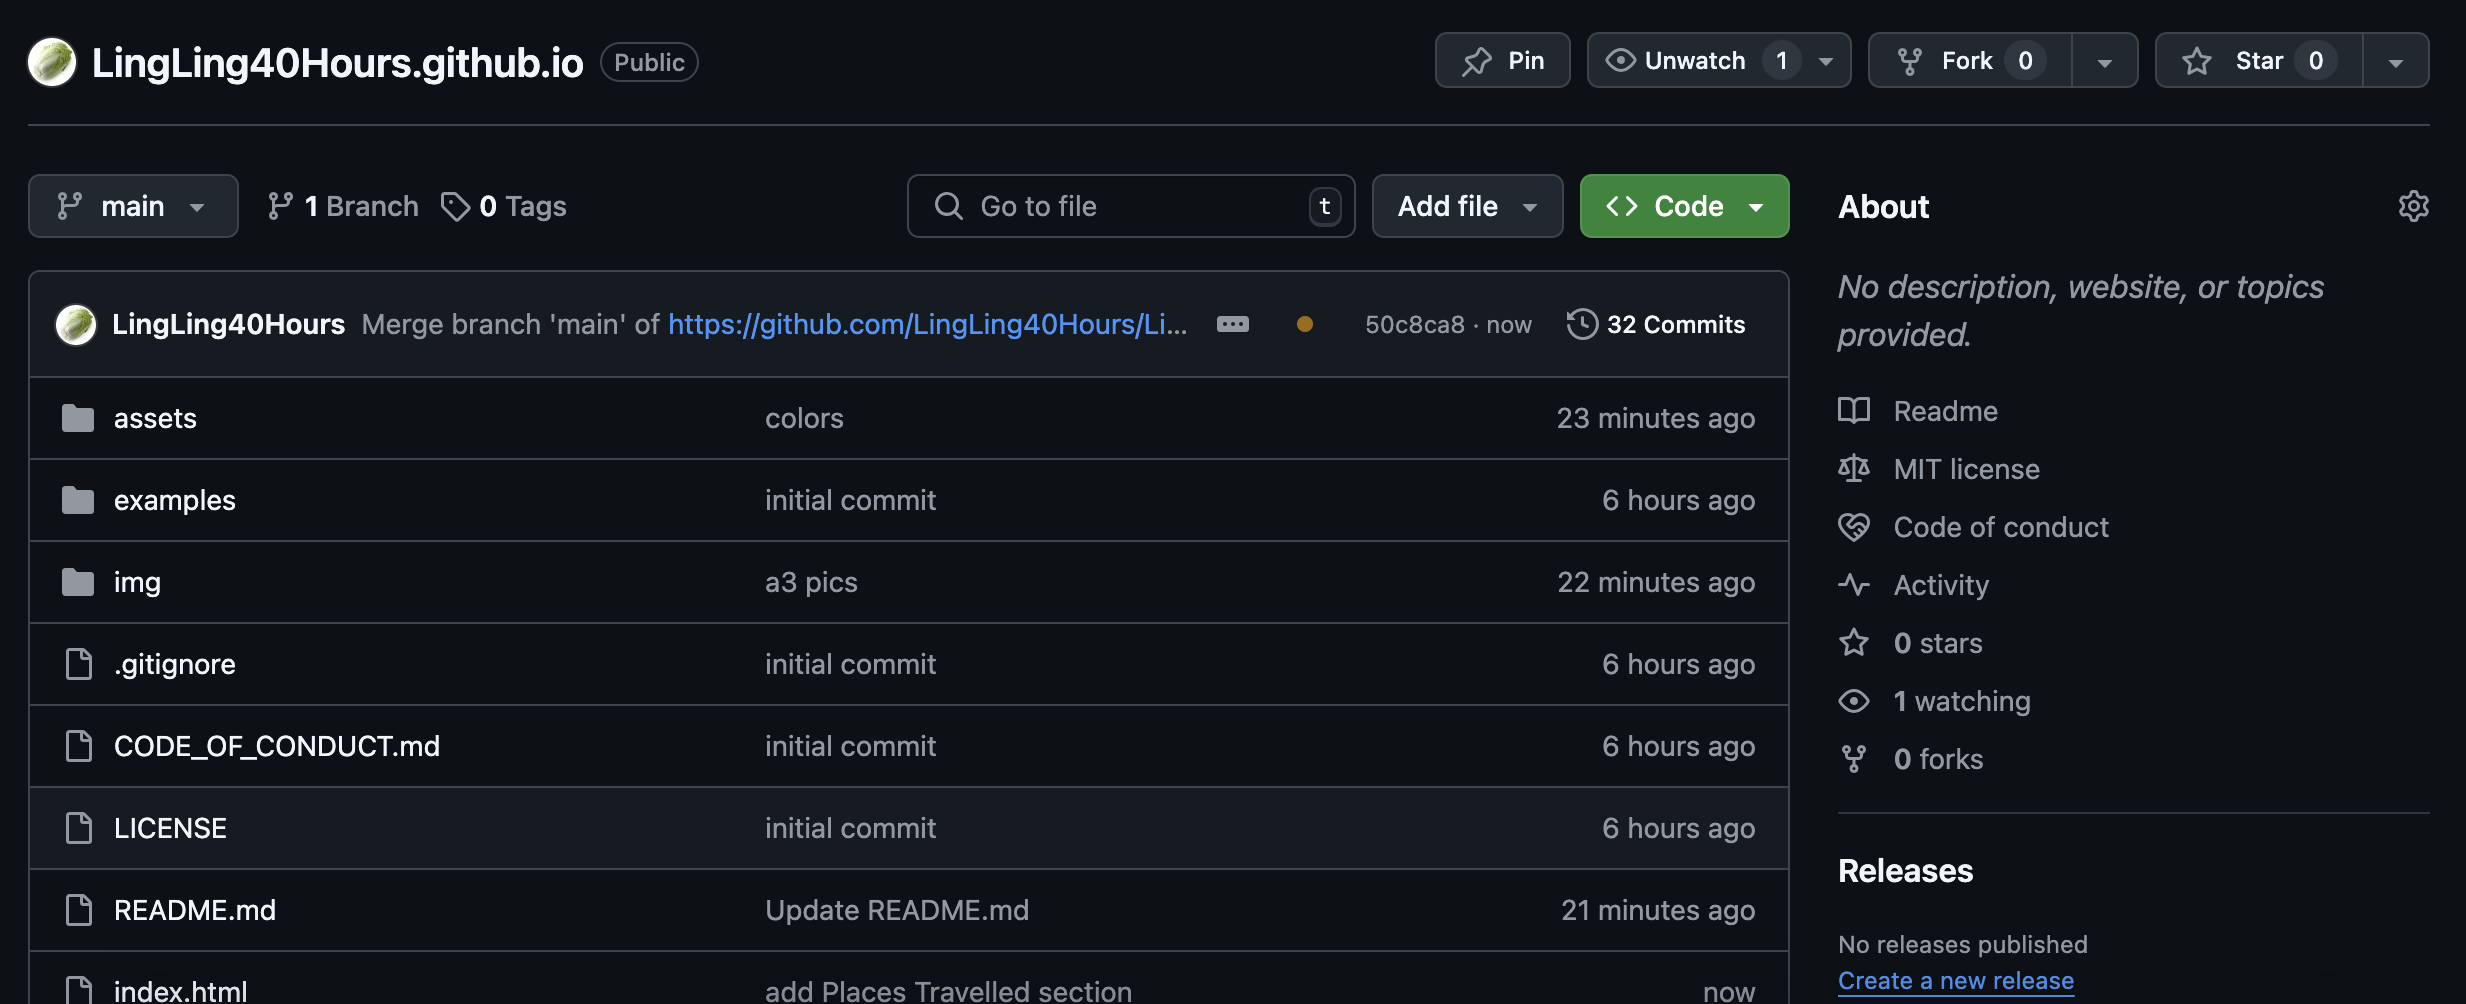 LingLing40Hours.github.io Public
Pin Unwatch 1 Fork 0 Star 0
main 1 Branch 0 Tags Go to file t Add file Code
LingLing40Hours Merge branch 'main' of https://github.com/LingLing40Hours/Li... 50c8ca8 · now 32 Commits
assets colors 23 minutes ago
examples initial commit 6 hours ago
img a3 pics 22 minutes ago
.gitignore initial commit 6 hours ago
CODE_OF_CONDUCT.md initial commit 6 hours ago
LICENSE initial commit 6 hours ago
README.md Update README.md 21 minutes ago
index.html add Places Travelled section now
About
No description, website, or topics
provided.
Readme
MIT license
Code of conduct
Activity
0 stars
1 watching
0 forks
Releases
No releases published
Create a new release